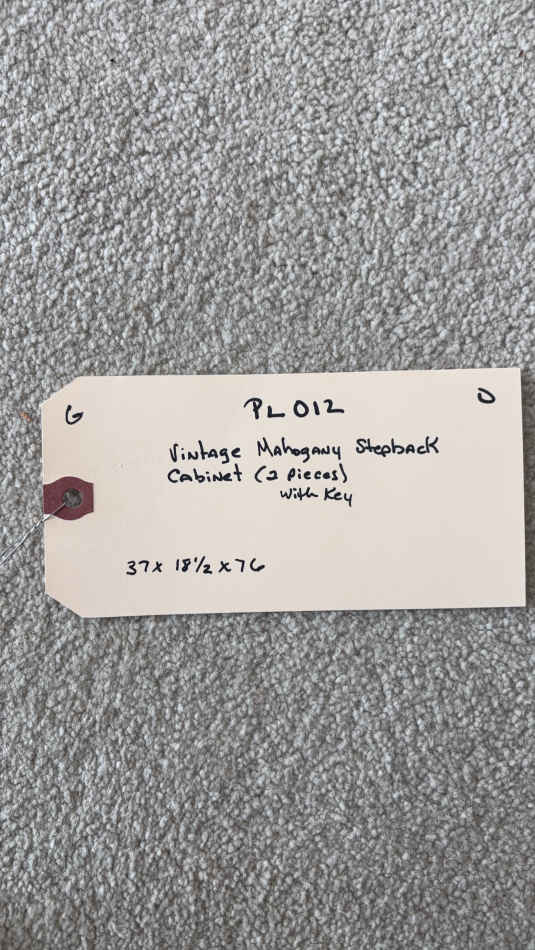 G PL012 D
Vintage Mahogany Stepback
Cabinet (2 pieces)
with Key
37 x 18 1/2 x 76